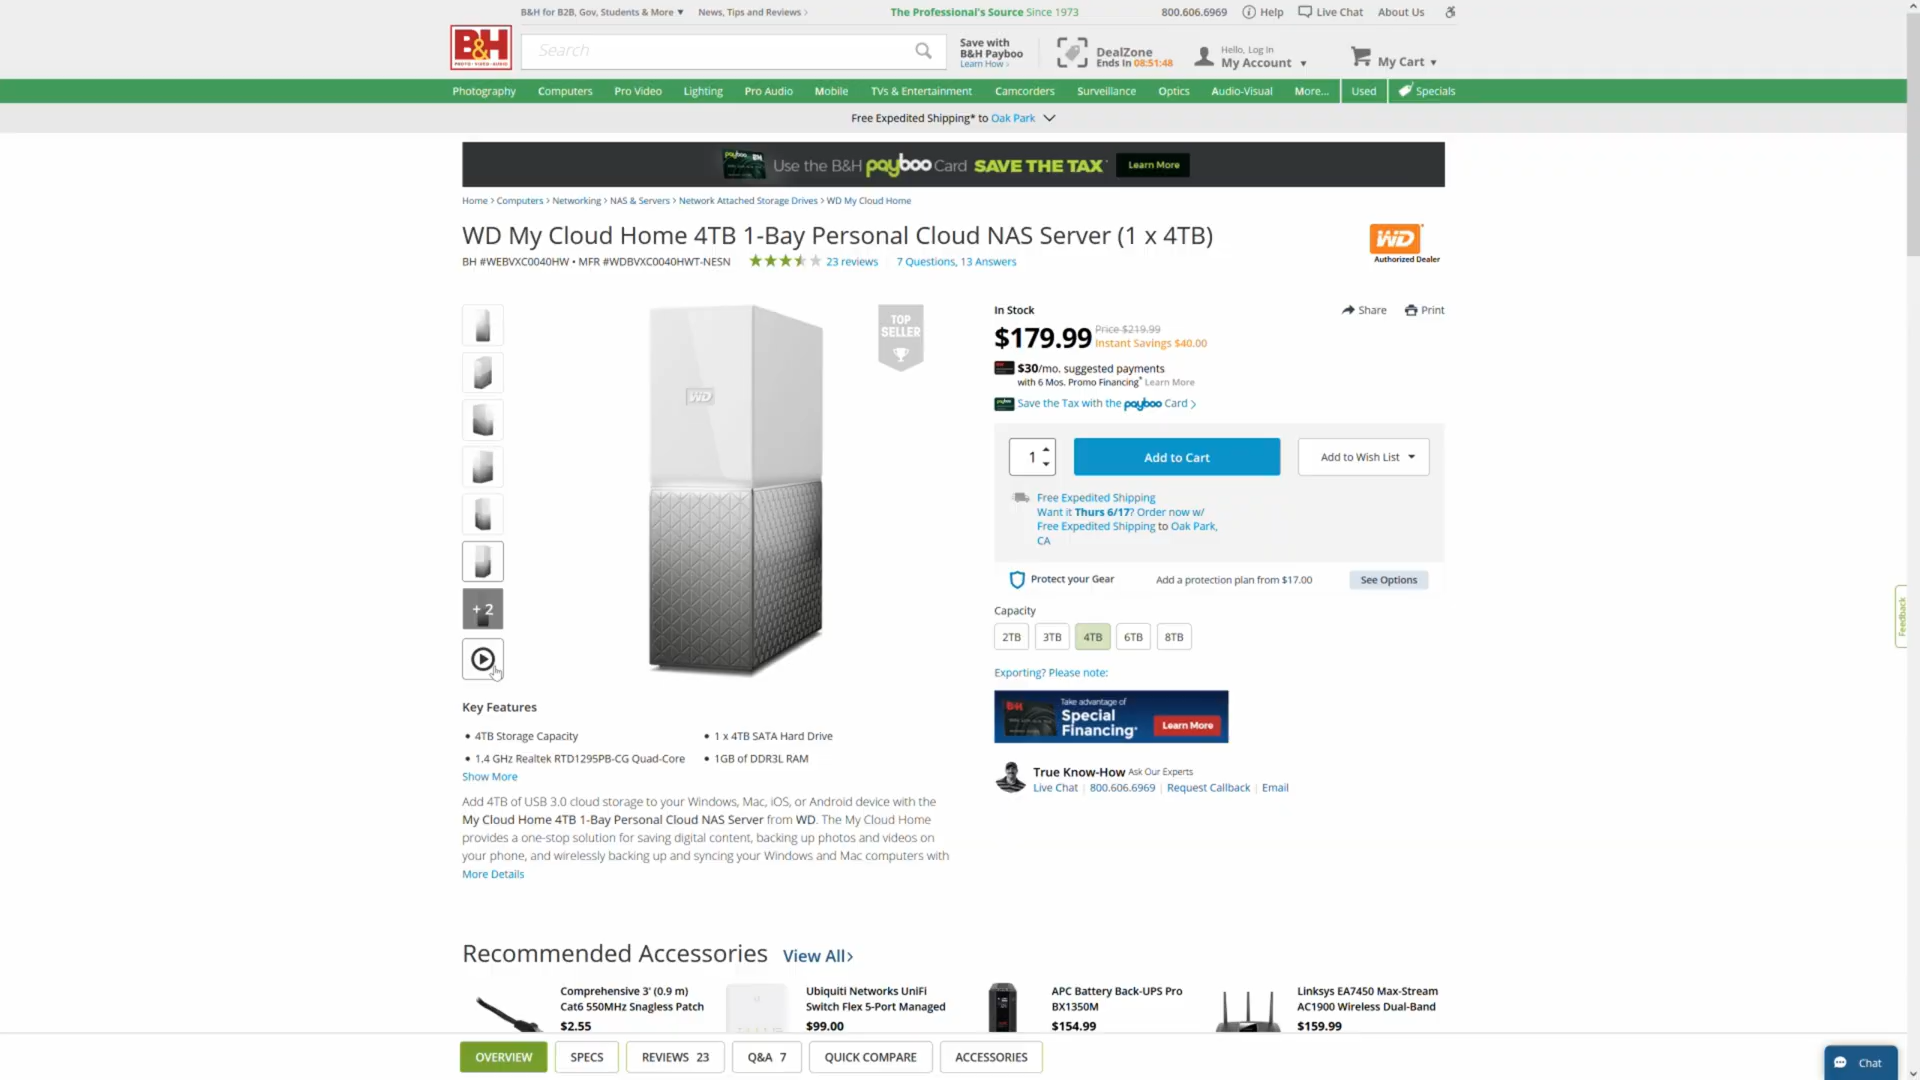 B&H for B2B, Gov, Students & More ▾ News, Tips and Reviews ›
The Professional's Source Since 1973
800.606.6969 Help Live Chat About Us
B&H
PHOTO · VIDEO · AUDIO
Search
Save with
B&H Payboo
Learn How ›
DealZone
Ends In 08:51:48
Hello, Log In
My Account ▾
My Cart ▾
Photography Computers Pro Video Lighting Pro Audio Mobile TVs & Entertainment Camcorders Surveillance Optics Audio-Visual More... Used Specials
Free Expedited Shipping* to Oak Park
Use the B&H payboo Card SAVE THE TAX* Learn More
Home > Computers > Networking > NAS & Servers > Network Attached Storage Drives > WD My Cloud Home
WD My Cloud Home 4TB 1-Bay Personal Cloud NAS Server (1 x 4TB)
BH #WEBVXC0040HW • MFR #WDBVXC0040HWT-NESN 23 reviews 7 Questions, 13 Answers
WD
Authorized Dealer
TOP
SELLER
WD
+ 2
In Stock
Share Print
$179.99 Price $219.99
Instant Savings $40.00
$30/mo. suggested payments
with 6 Mos. Promo Financing* Learn More
Save the Tax with the payboo Card >
1 Add to Cart Add to Wish List
Free Expedited Shipping
Want it Thurs 6/17? Order now w/
Free Expedited Shipping to Oak Park,
CA
Protect your Gear Add a protection plan from $17.00 See Options
Capacity
2TB 3TB 4TB 6TB 8TB
Exporting? Please note:
B&H
Take advantage of
Special
Financing*
Learn More
True Know-How Ask Our Experts
Live Chat | 800.606.6969 | Request Callback | Email
Key Features
• 4TB Storage Capacity
• 1 x 4TB SATA Hard Drive
• 1.4 GHz Realtek RTD1295PB-CG Quad-Core
• 1GB of DDR3L RAM
Show More
Add 4TB of USB 3.0 cloud storage to your Windows, Mac, iOS, or Android device with the
My Cloud Home 4TB 1-Bay Personal Cloud NAS Server from WD. The My Cloud Home
provides a one-stop solution for saving digital content, backing up photos and videos on
your phone, and wirelessly backing up and syncing your Windows and Mac computers with
More Details
Feedback
Recommended Accessories View All›
Comprehensive 3' (0.9 m)
Cat6 550MHz Snagless Patch
$2.55
Ubiquiti Networks UniFi
Switch Flex 5-Port Managed
$99.00
APC Battery Back-UPS Pro
BX1350M
$154.99
Linksys EA7450 Max-Stream
AC1900 Wireless Dual-Band
$159.99
OVERVIEW SPECS REVIEWS 23 Q&A 7 QUICK COMPARE ACCESSORIES
Chat